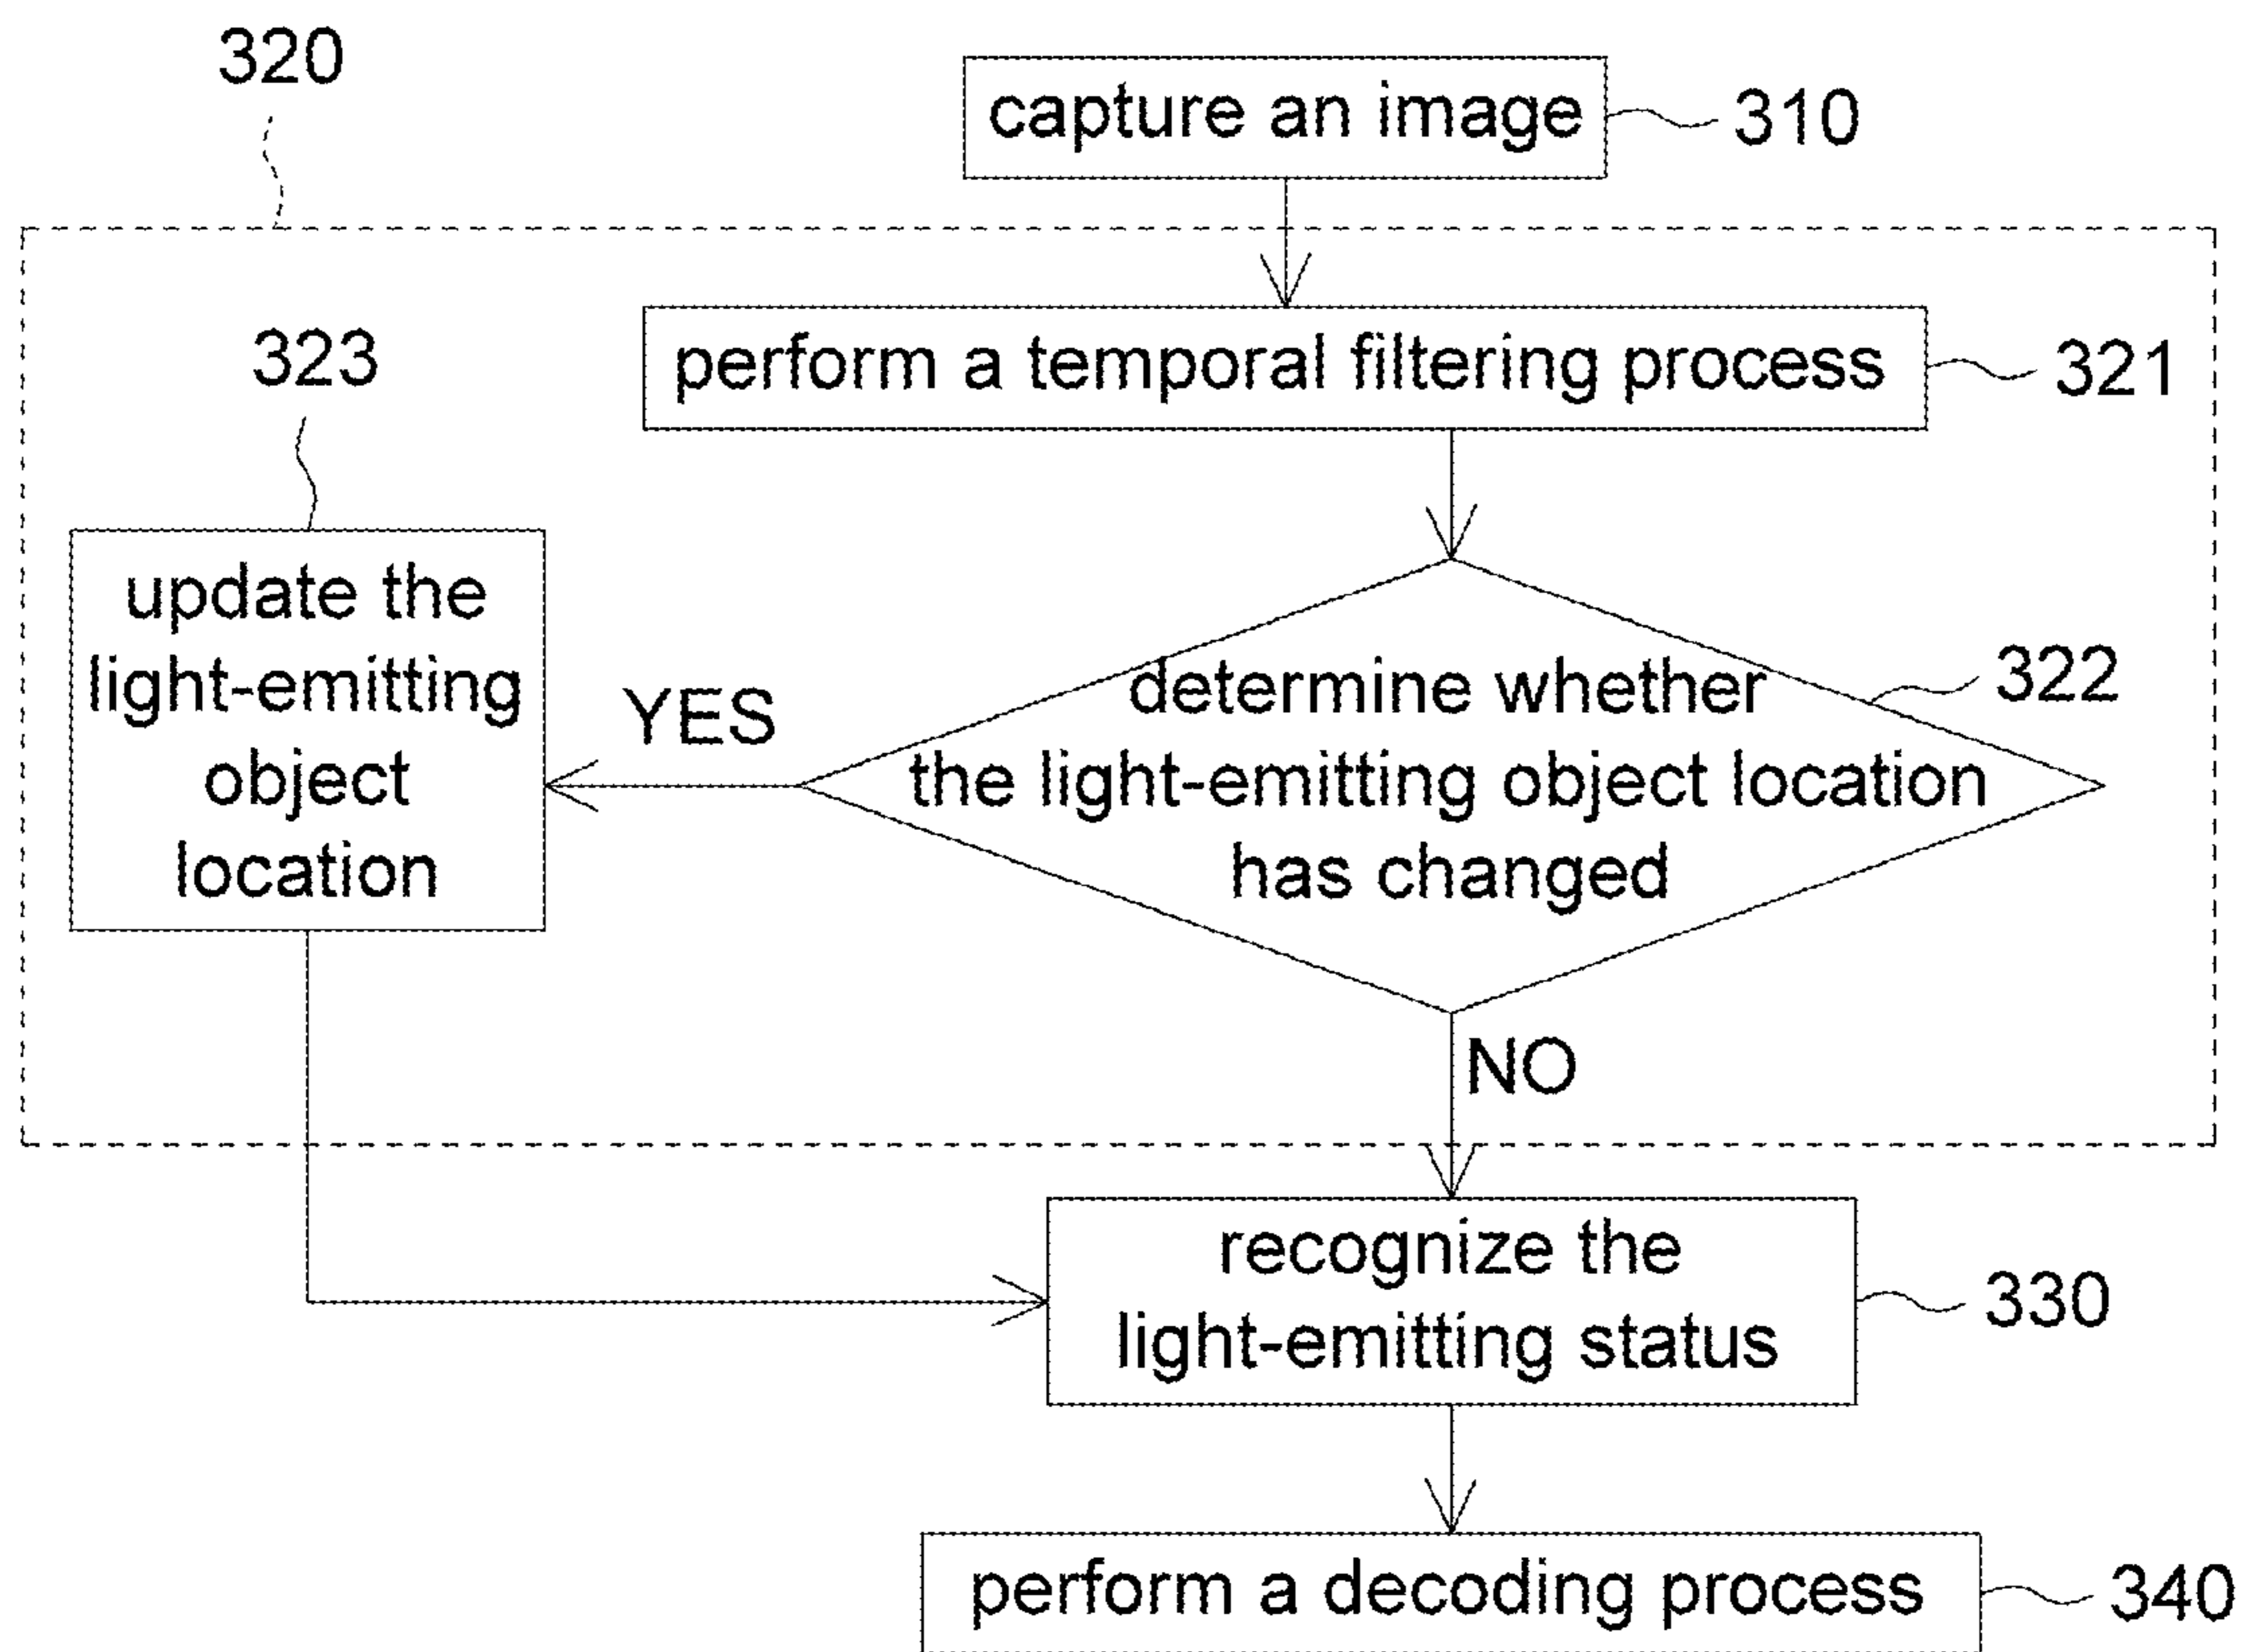 320
capture an image
310
perform a temporal filtering process
321
323
update the
light-emitting
object
location
YES
determine whether
the light-emitting object location
has changed
322
NO
recognize the
light-emitting status
330
perform a decoding process
340